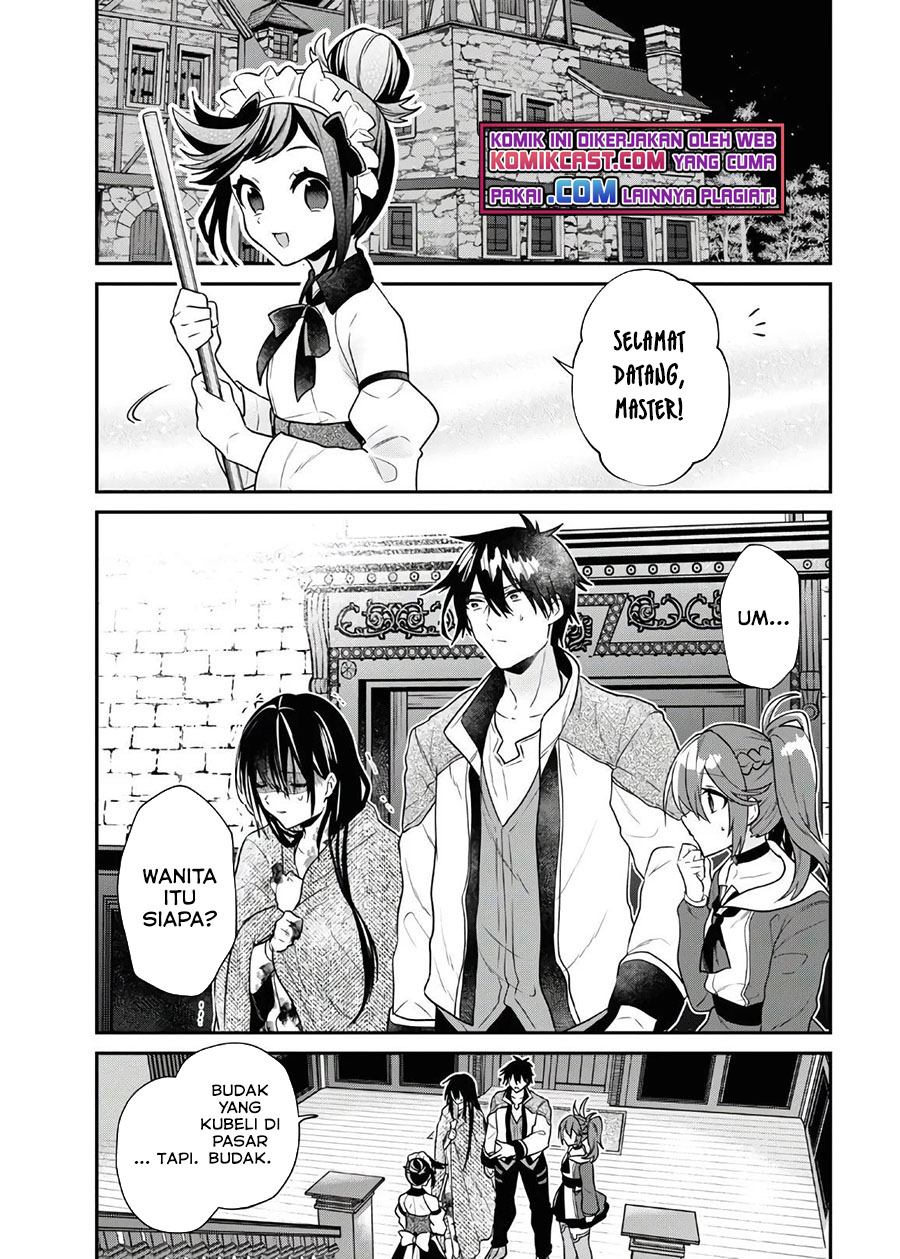 KOMIK INI DIKERJAKAN OLEH WEB
KOMIKCAST.COM YANG CUMA
PAKAI .COM LAINNYA PLAGIAT!
SELAMAT
DATANG,
MASTER!
UM...
WANITA
ITU
SIAPA?
BUDAK
YANG
KUBELI DI
PASAR
... TAPI. BUDAK.